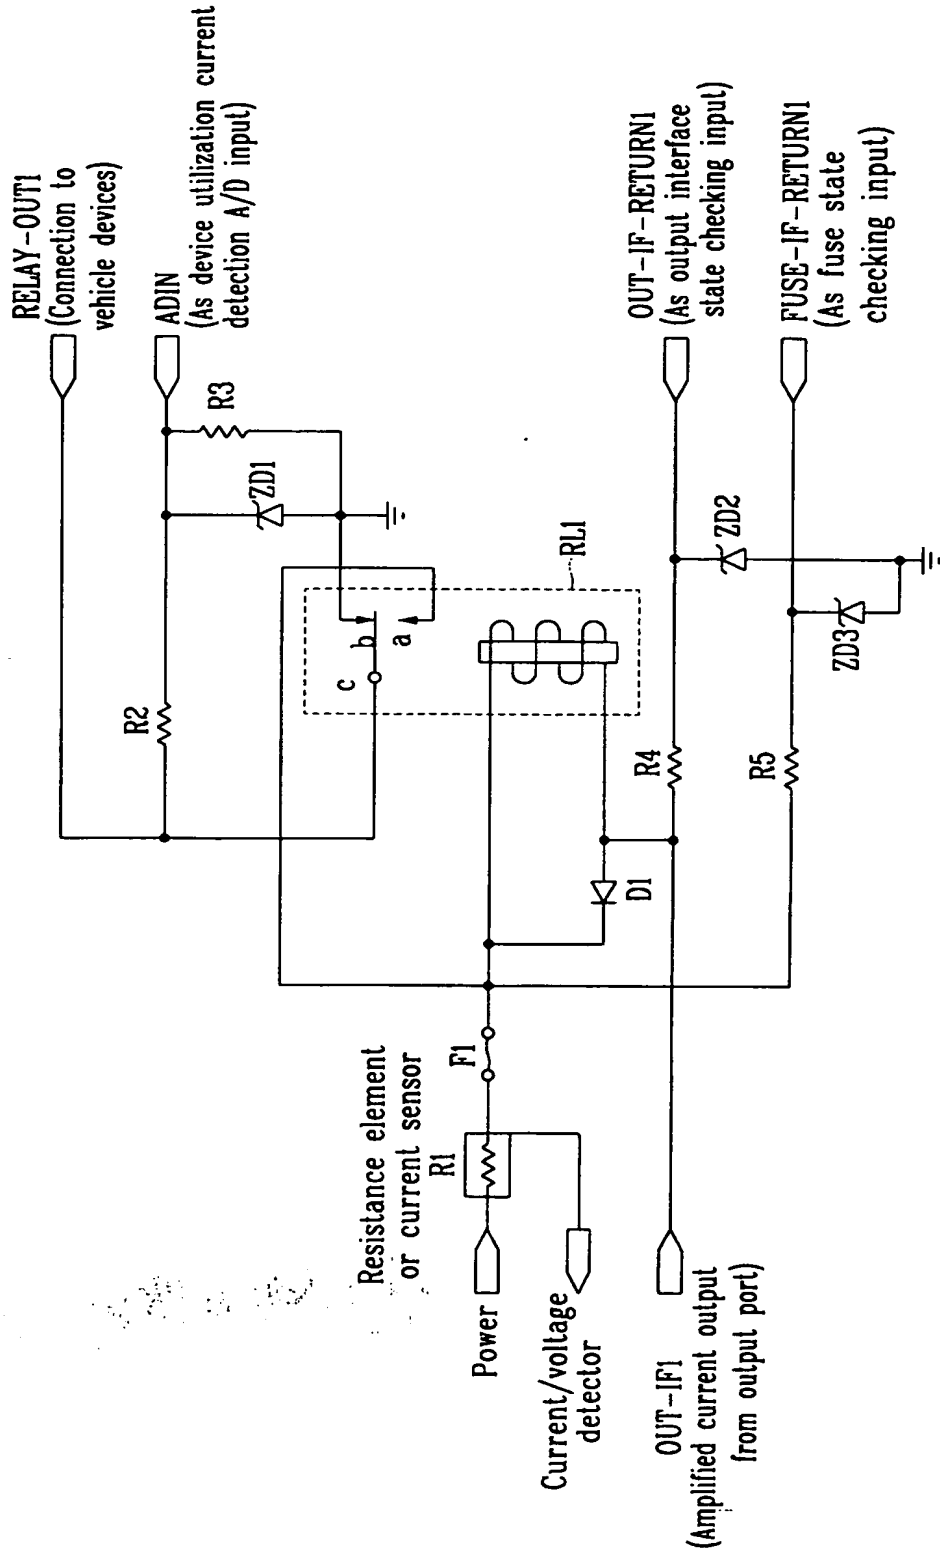 RELAY-OUT1
(Connection to
vehicle devices)
ADIN
(As device utilization current
detection A/D input)
R3
ZD1
R2
c
b
a
RL1
OUT-IF-RETURN1
(As output interface
state checking input)
FUSE-IF-RETURN1
(As fuse state
checking input)
ZD2
ZD3
R4
R5
D1
Resistance element
or current sensor
R1
F1
Power
Current/voltage
detector
OUT-IF1
(Amplified current output
from output port)